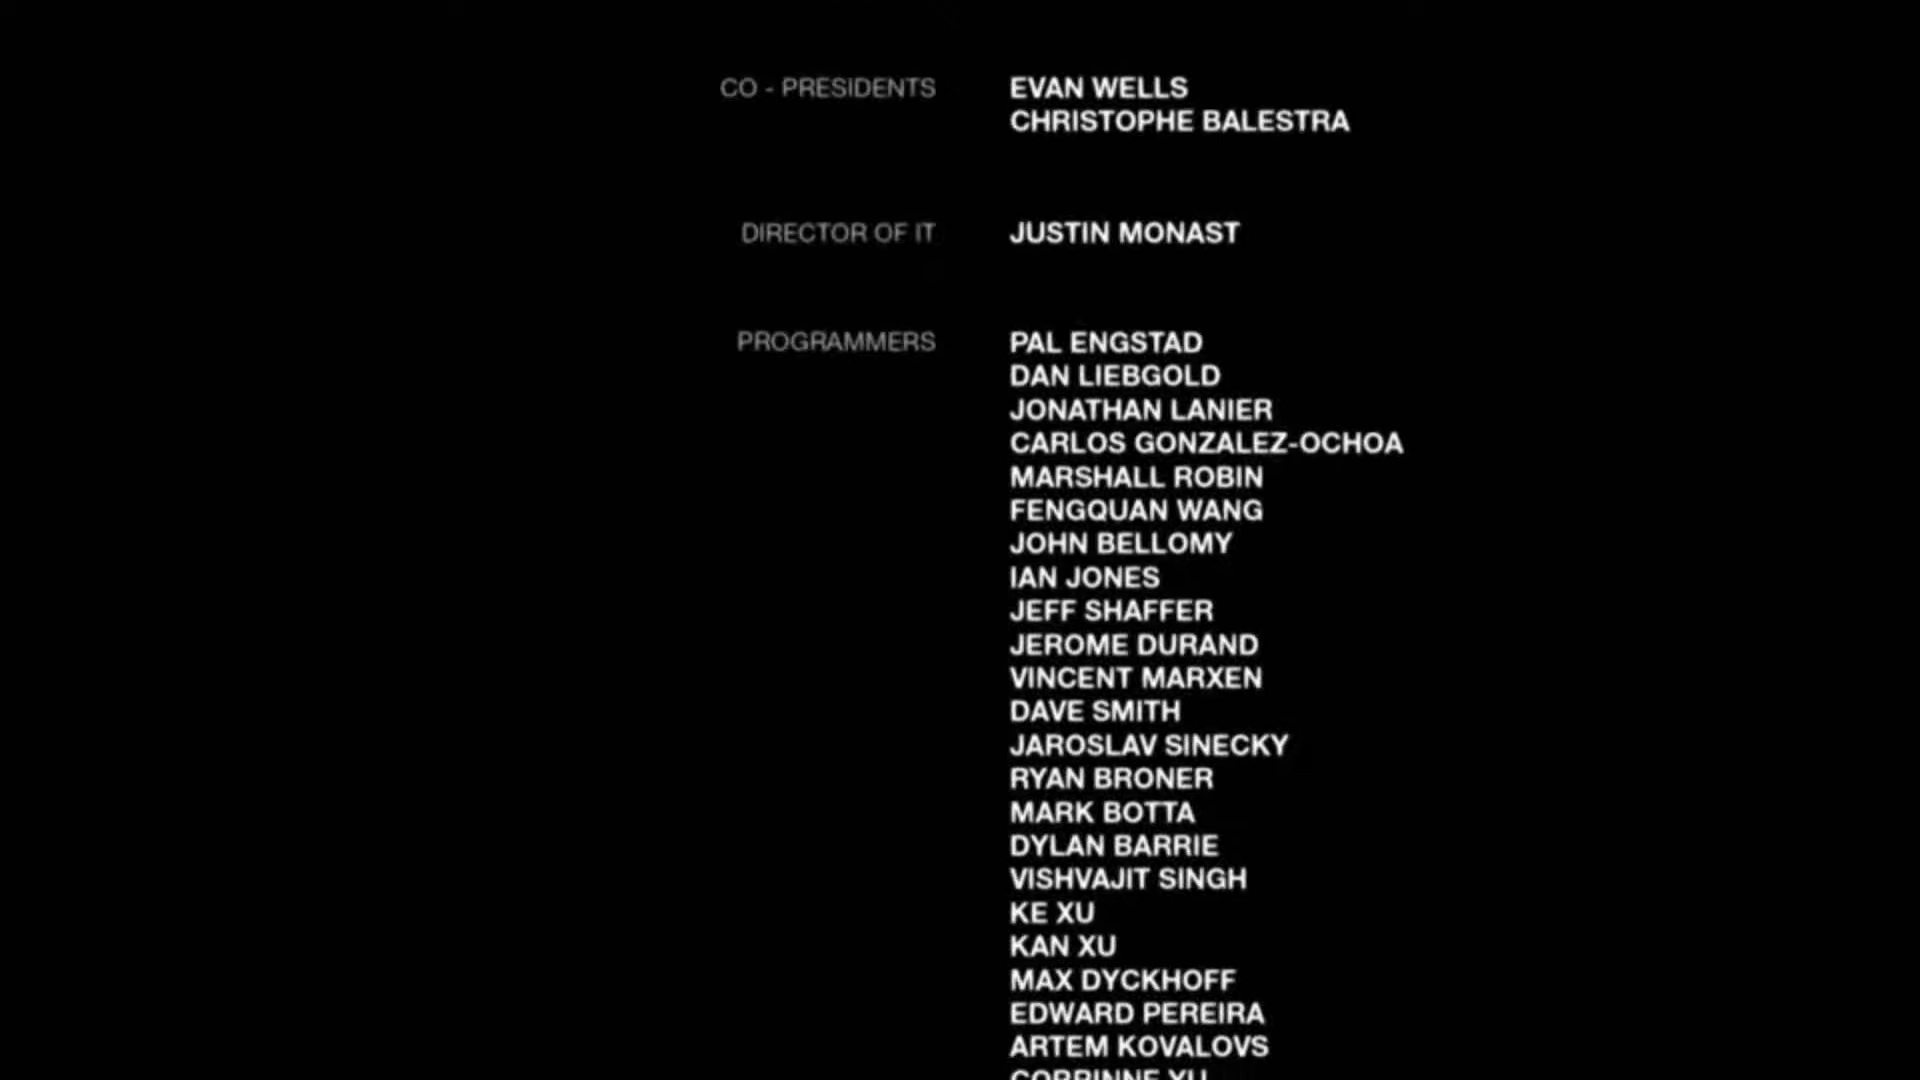 CO - PRESIDENTS EVAN WELLS
CHRISTOPHE BALESTRA
DIRECTOR OF IT JUSTIN MONAST
PROGRAMMERS PAL ENGSTAD
DAN LIEBGOLD
JONATHAN LANIER
CARLOS GONZALEZ-OCHOA
MARSHALL ROBIN
FENGQUAN WANG
JOHN BELLOMY
IAN JONES
JEFF SHAFFER
JEROME DURAND
VINCENT MARXEN
DAVE SMITH
JAROSLAV SINECKY
RYAN BRONER
MARK BOTTA
DYLAN BARRIE
VISHVAJIT SINGH
KE XU
KAN XU
MAX DYCKHOFF
EDWARD PEREIRA
ARTEM KOVALOVS
CORRINNE YU